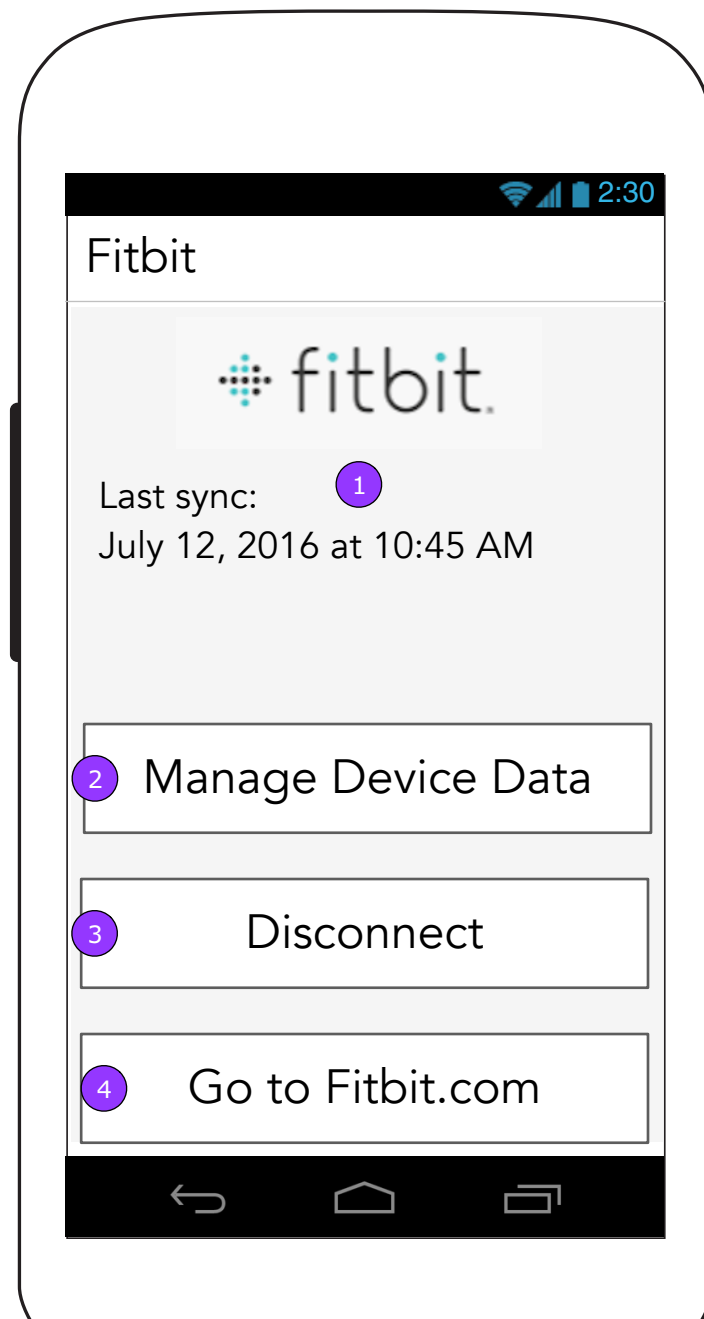 2:30
Fitbit
fitbit.
1
Last sync:
July 12, 2016 at 10:45 AM
2 Manage Device Data
3 Disconnect
4 Go to Fitbit.com